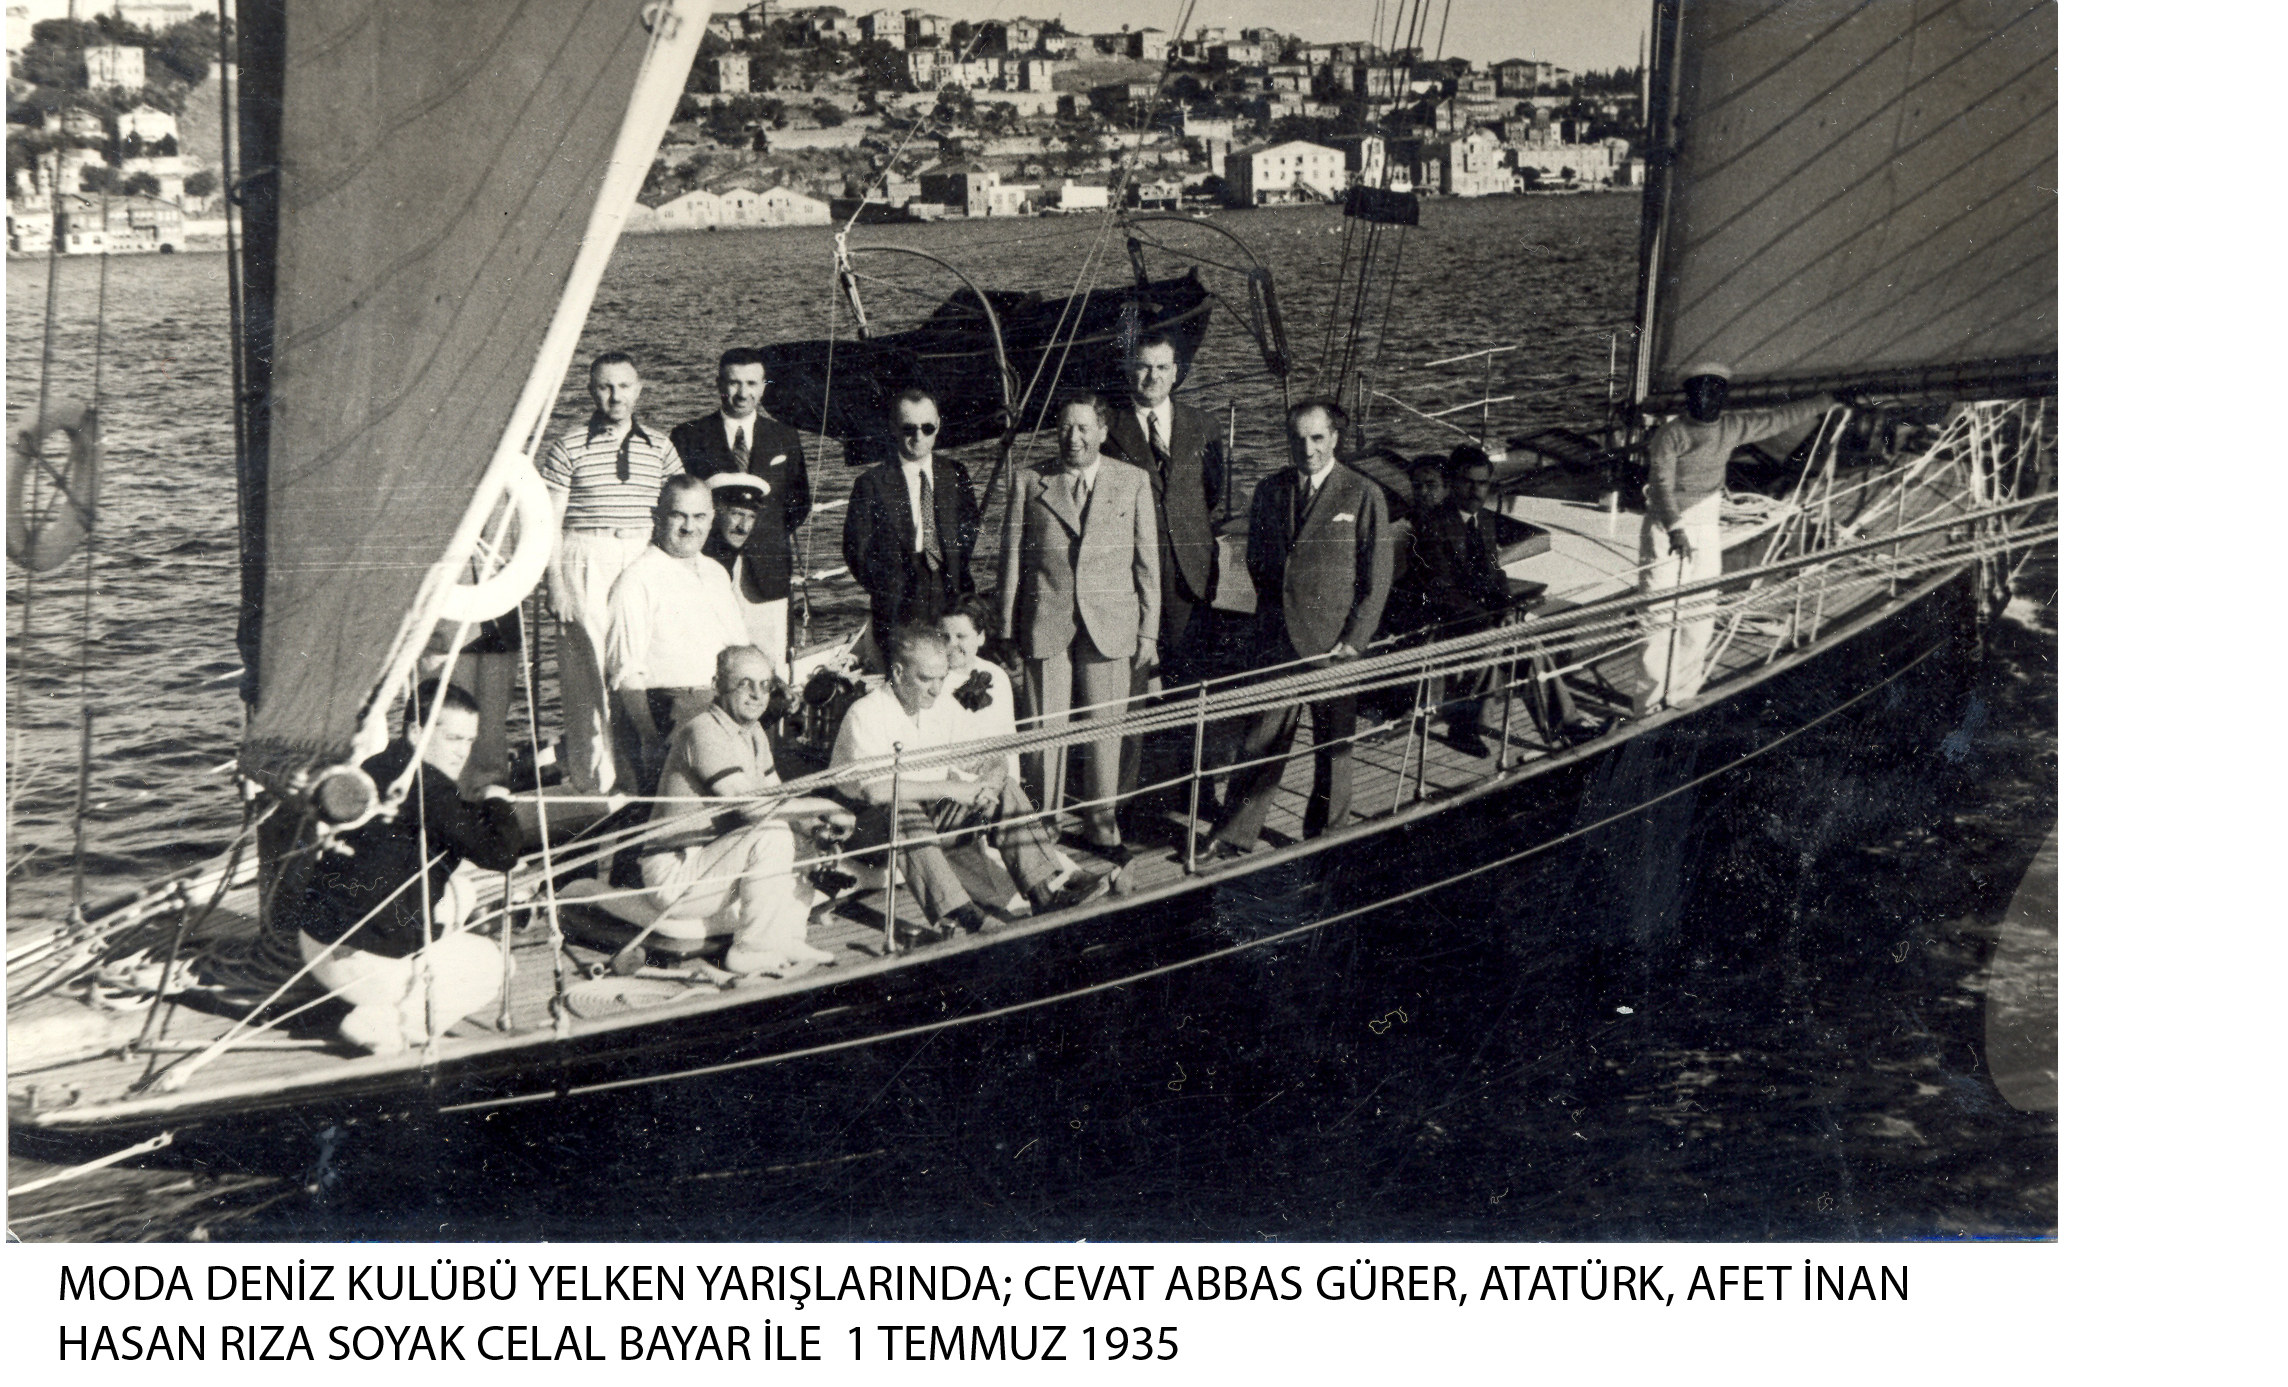 MODA DENİZ KULÜBÜ YELKEN YARIŞLARINDA; CEVAT ABBAS GÜRER, ATATÜRK, AFET İNAN
HASAN RIZA SOYAK CELAL BAYAR İLE  1 TEMMUZ 1935